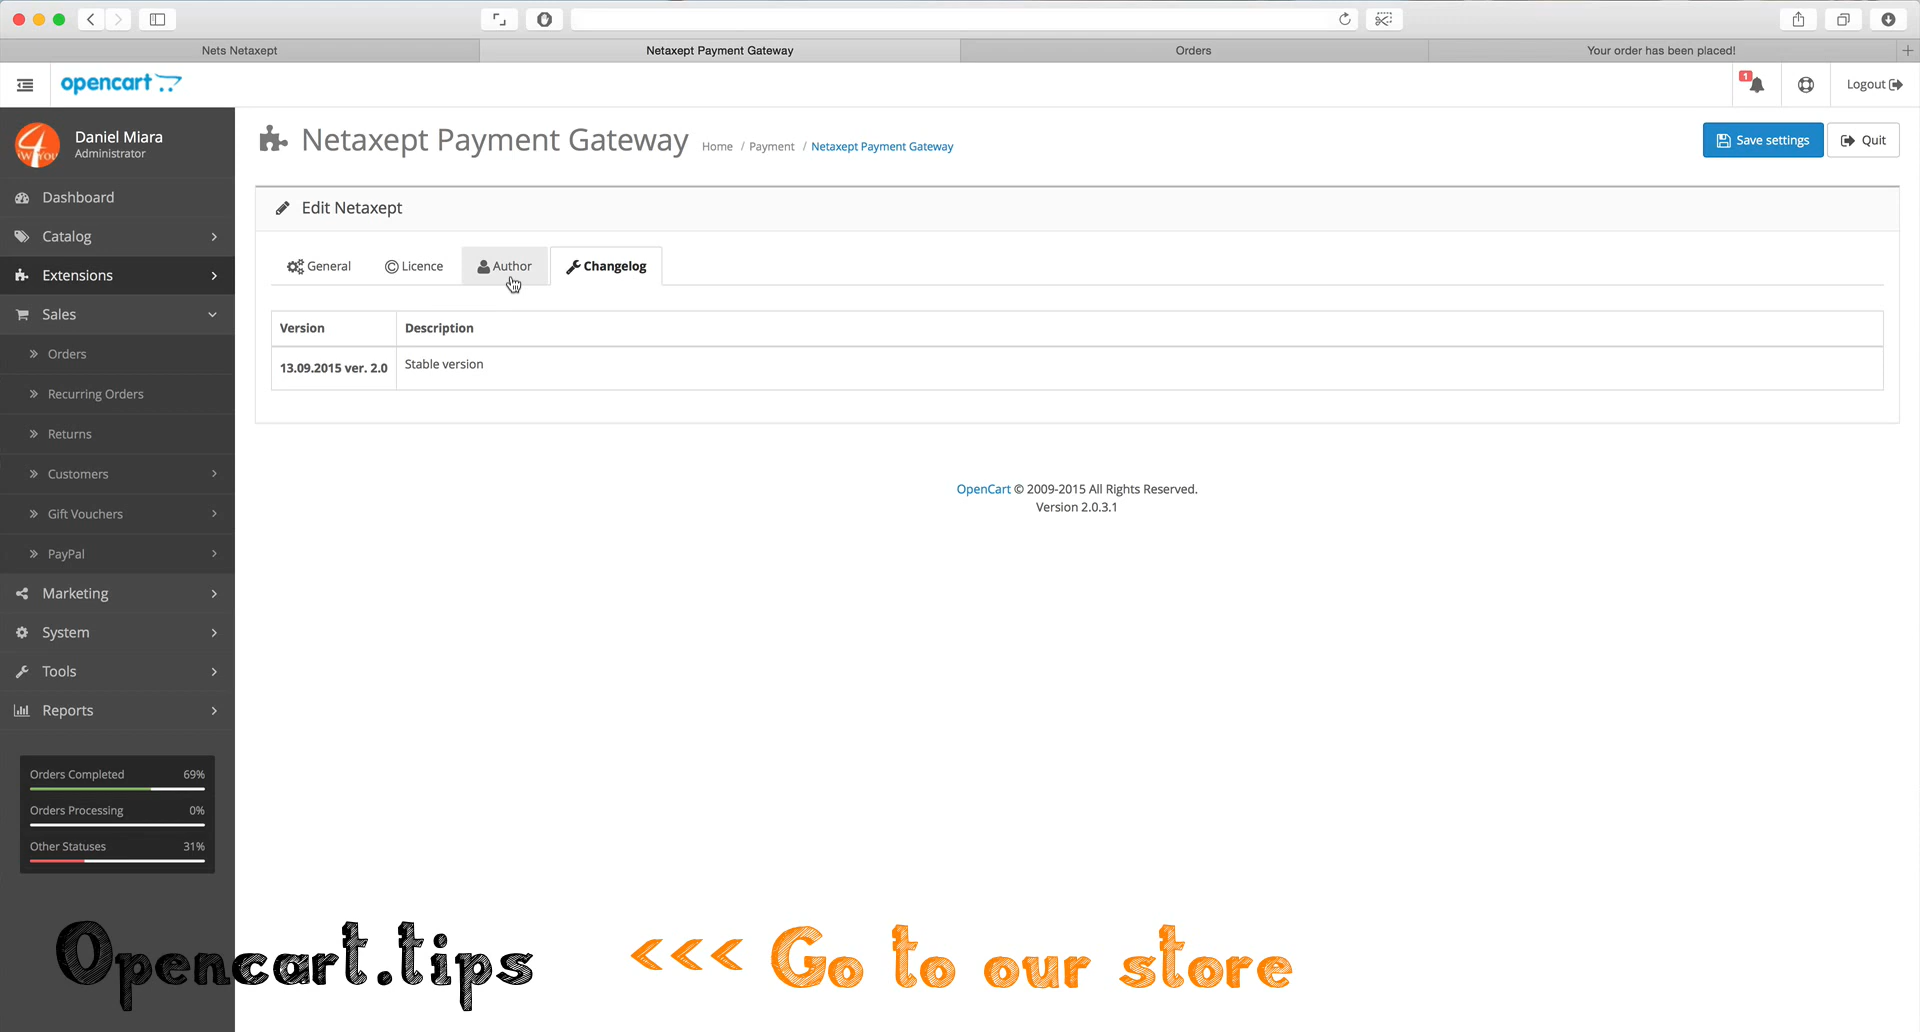 Nets Netaxept
Netaxept Payment Gateway
Orders
Your order has been placed!
opencart
1
Logout
Daniel Miara
Administrator
Netaxept Payment Gateway
Home / Payment / Netaxept Payment Gateway
Save settings
Quit
Dashboard
Catalog
Extensions
Sales
Orders
Recurring Orders
Returns
Customers
Gift Vouchers
PayPal
Marketing
System
Tools
Reports
Orders Completed 69%
Orders Processing 0%
Other Statuses 31%
Edit Netaxept
General
Licence
Author
Changelog
Version Description
13.09.2015 ver. 2.0 Stable version
OpenCart © 2009-2015 All Rights Reserved.
Version 2.0.3.1
Opencart.tips <<< Go to our store